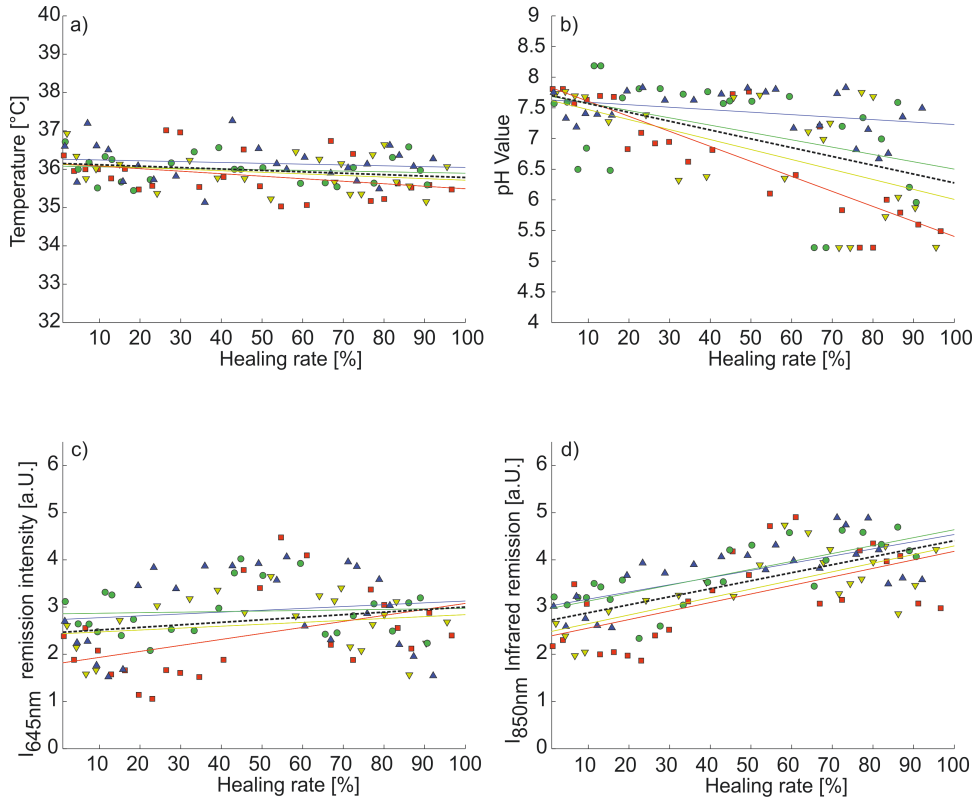 a)
Temperature [°C]
40
39
38
37
36
35
34
33
32
10 20 30 40 50 60 70 80 90 100
Healing rate [%]
b)
pH Value
9
8.5
8
7.5
7
6.5
6
5.5
5
4.5
4
10 20 30 40 50 60 70 80 90 100
Healing rate [%]
c)
I645nm remission intensity [a.U.]
6
5
4
3
2
1
0
10 20 30 40 50 60 70 80 90 100
Healing rate [%]
d)
I850nm Infrared remission [a.U.]
6
5
4
3
2
1
0
10 20 30 40 50 60 70 80 90 100
Healing rate [%]